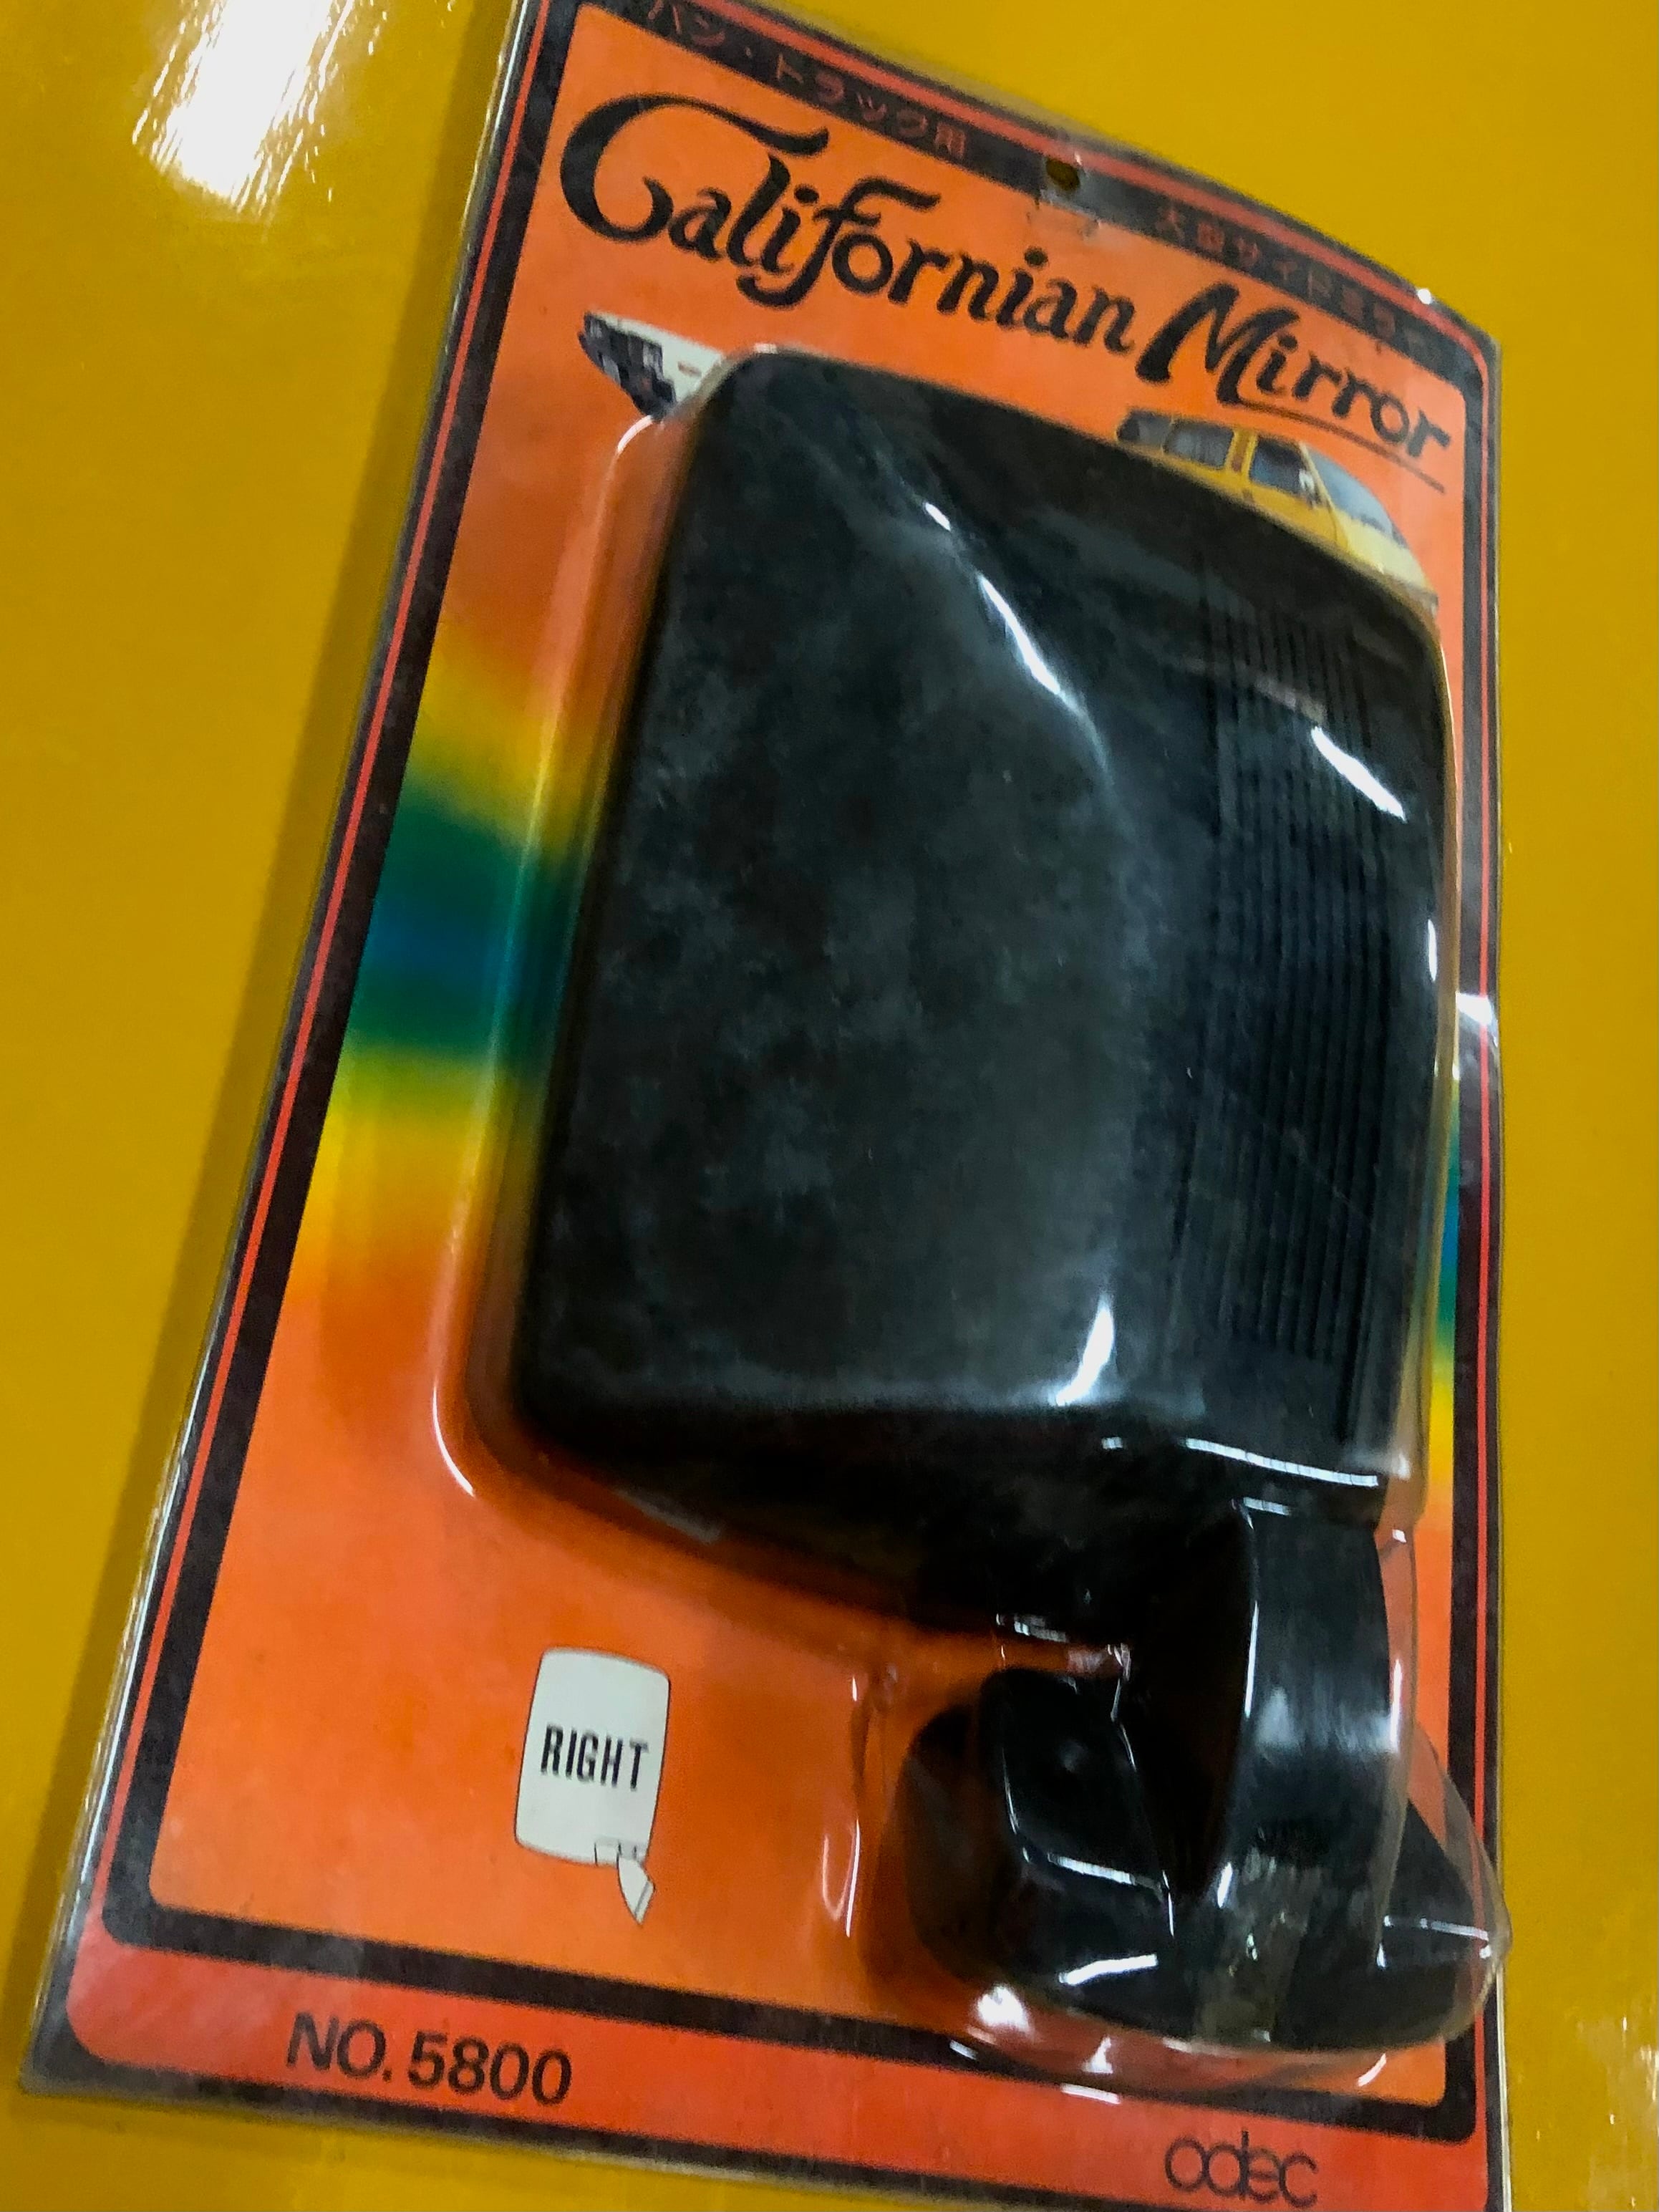 バン・トラック用 大型サイドミラー
Californian Mirror
RIGHT
NO. 5800
odec